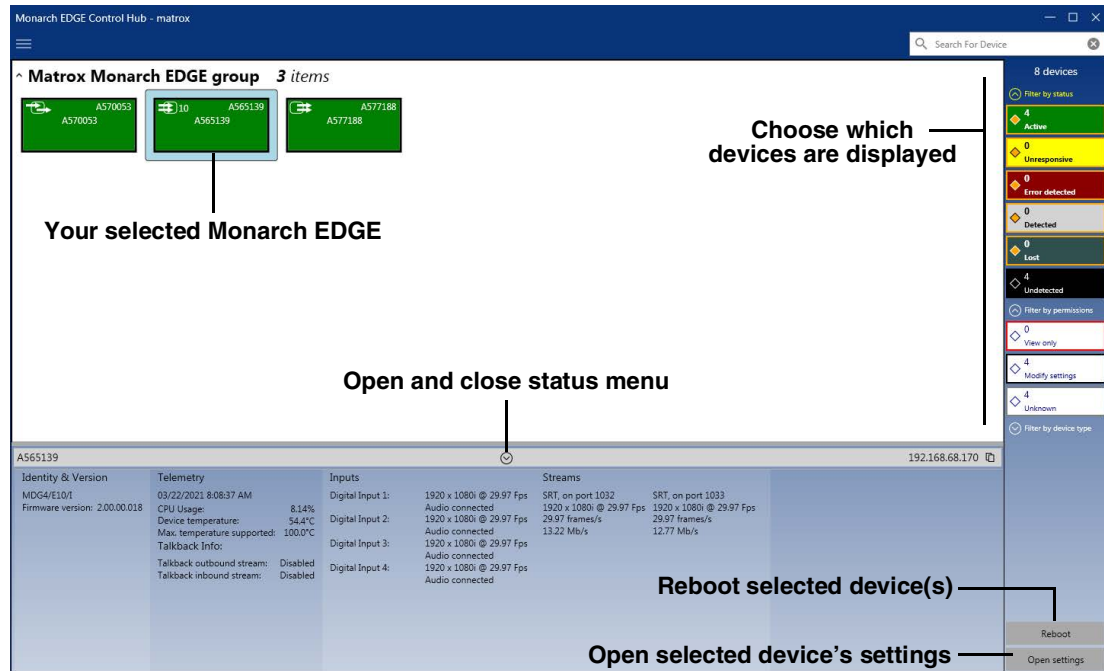 Monarch EDGE Control Hub - matrox
Search For Device
Matrox Monarch EDGE group 3 items
A570053
A570053
10 A565139
A565139
A577188
A577188
Your selected Monarch EDGE
Choose which
devices are displayed
Open and close status menu
8 devices
Filter by status
4
Active
0
Unresponsive
0
Error detected
0
Detected
0
Lost
4
Undetected
Filter by permissions
0
View only
4
Modify settings
4
Unknown
Filter by device type
A565139 192.168.68.170
Identity & Version
MDG4/E10/I
Firmware version: 2.00.00.018
Telemetry
03/22/2021 8:08:37 AM
CPU Usage: 8.14%
Device temperature: 54.4°C
Max. temperature supported: 100.0°C
Talkback Info:
Talkback outbound stream: Disabled
Talkback inbound stream: Disabled
Inputs
Digital Input 1: 1920 x 1080i @ 29.97 Fps
Audio connected
Digital Input 2: 1920 x 1080i @ 29.97 Fps
Audio connected
Digital Input 3: 1920 x 1080i @ 29.97 Fps
Audio connected
Digital Input 4: 1920 x 1080i @ 29.97 Fps
Audio connected
Streams
SRT, on port 1032
1920 x 1080i @ 29.97 Fps
29.97 frames/s
13.22 Mb/s
SRT, on port 1033
1920 x 1080i @ 29.97 Fps
29.97 frames/s
12.77 Mb/s
Reboot selected device(s)
Reboot
Open selected device's settings
Open settings